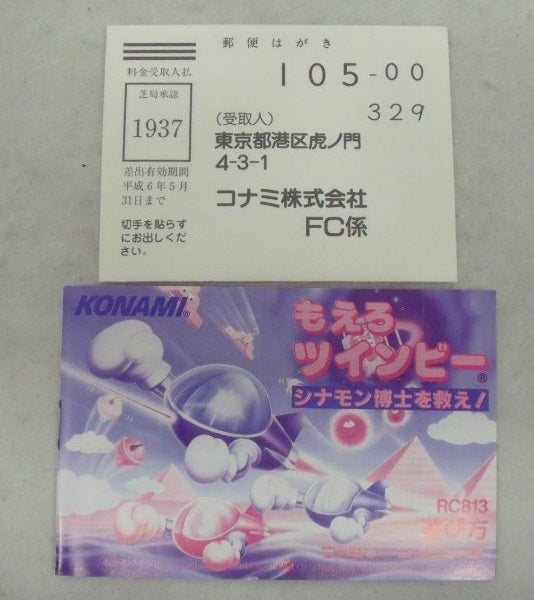 郵便はがき
料金受取人払
芝局承認
1937
差出有効期間
平成6年5月
31日まで
切手を貼らず
にお出しくだ
さい。
105-00
329
(受取人)
東京都港区虎ノ門
4-3-1
コナミ株式会社
FC係
KONAMI®
もえろ
ツインビー®
シナモン博士を救え!
RC813
遊び方